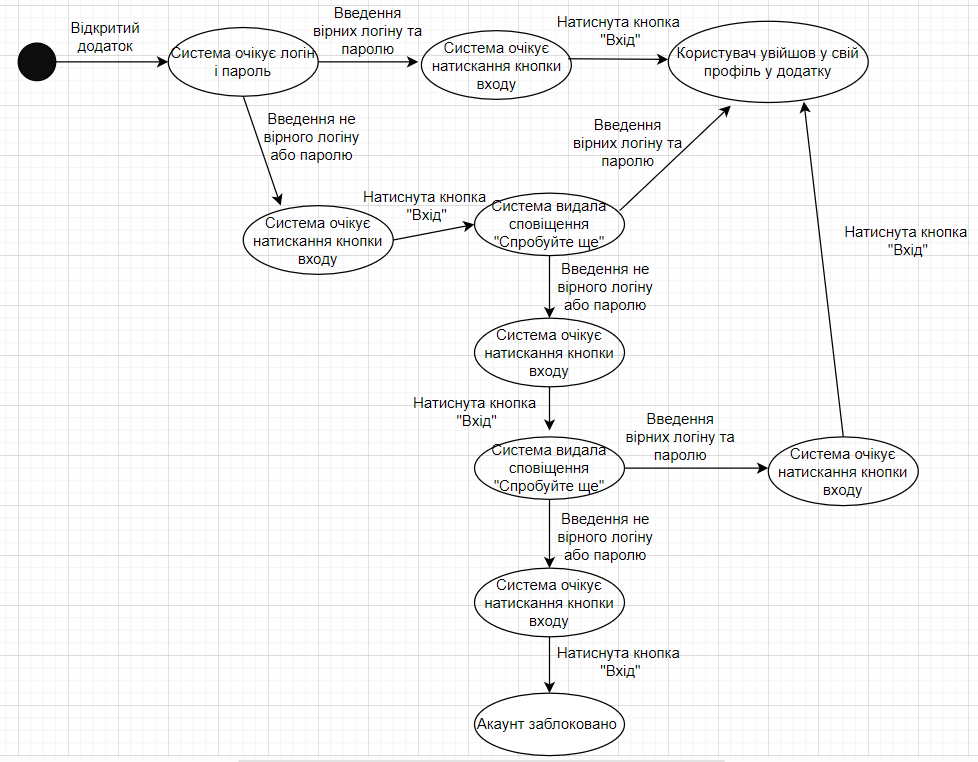 Відкритий
додаток
Система очікує логін
і пароль
Введення
вірних логіну та
паролю
Система очікує
натискання кнопки
входу
Натиснута кнопка
"Вхід"
Користувач увійшов у свій
профіль у додатку
Введення не
вірного логіну
або паролю
Система очікує
натискання кнопки
входу
Натиснута кнопка
"Вхід"
Система видала
сповіщення
"Спробуйте ще"
Введення
вірних логіну та
паролю
Введення не
вірного логіну
або паролю
Система очікує
натискання кнопки
входу
Натиснута кнопка
"Вхід"
Система видала
сповіщення
"Спробуйте ще"
Введення
вірних логіну та
паролю
Система очікує
натискання кнопки
входу
Натиснута кнопка
"Вхід"
Введення не
вірного логіну
або паролю
Система очікує
натискання кнопки
входу
Натиснута кнопка
"Вхід"
Акаунт заблоковано